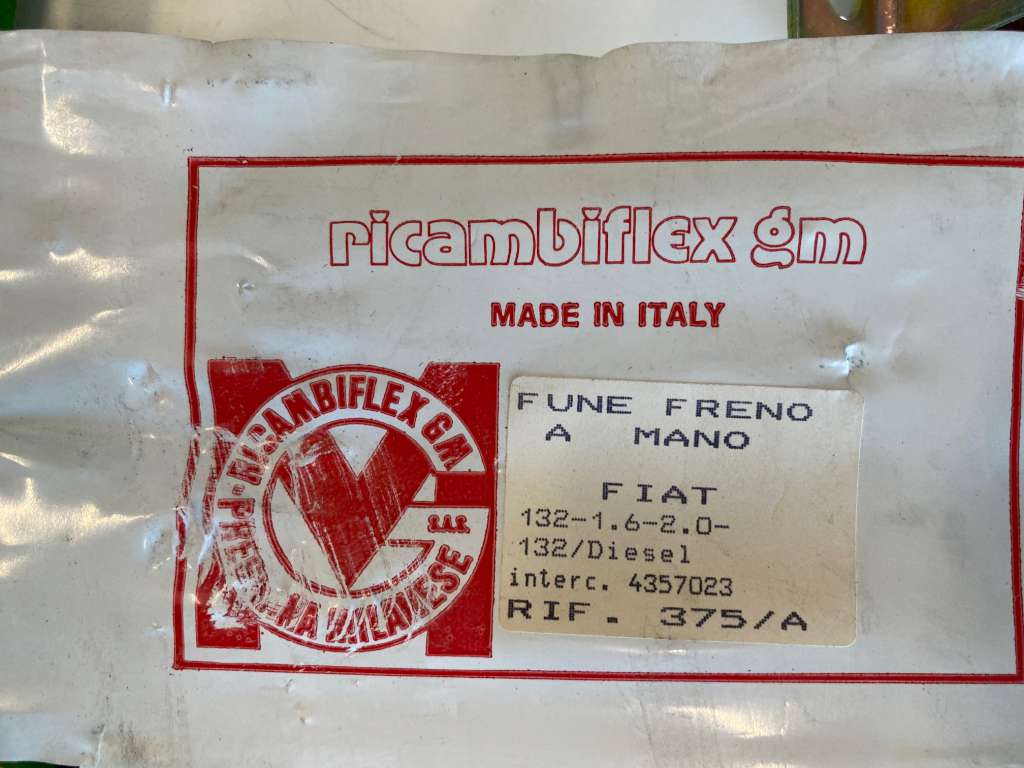 ricambiflex gm
MADE IN ITALY
RICAMBIFLEX GM
MILANESE
FUNE FRENO
A MANO
FIAT
132-1.6-2.0-
132/Diesel
interc. 4357023
RIF. 375/A